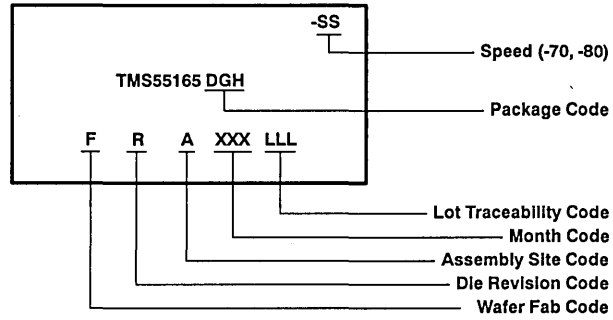 -SS
Speed (-70, -80)
TMS55165 DGH
Package Code
F R A XXX LLL
Lot Traceability Code
Month Code
Assembly Site Code
Die Revision Code
Wafer Fab Code